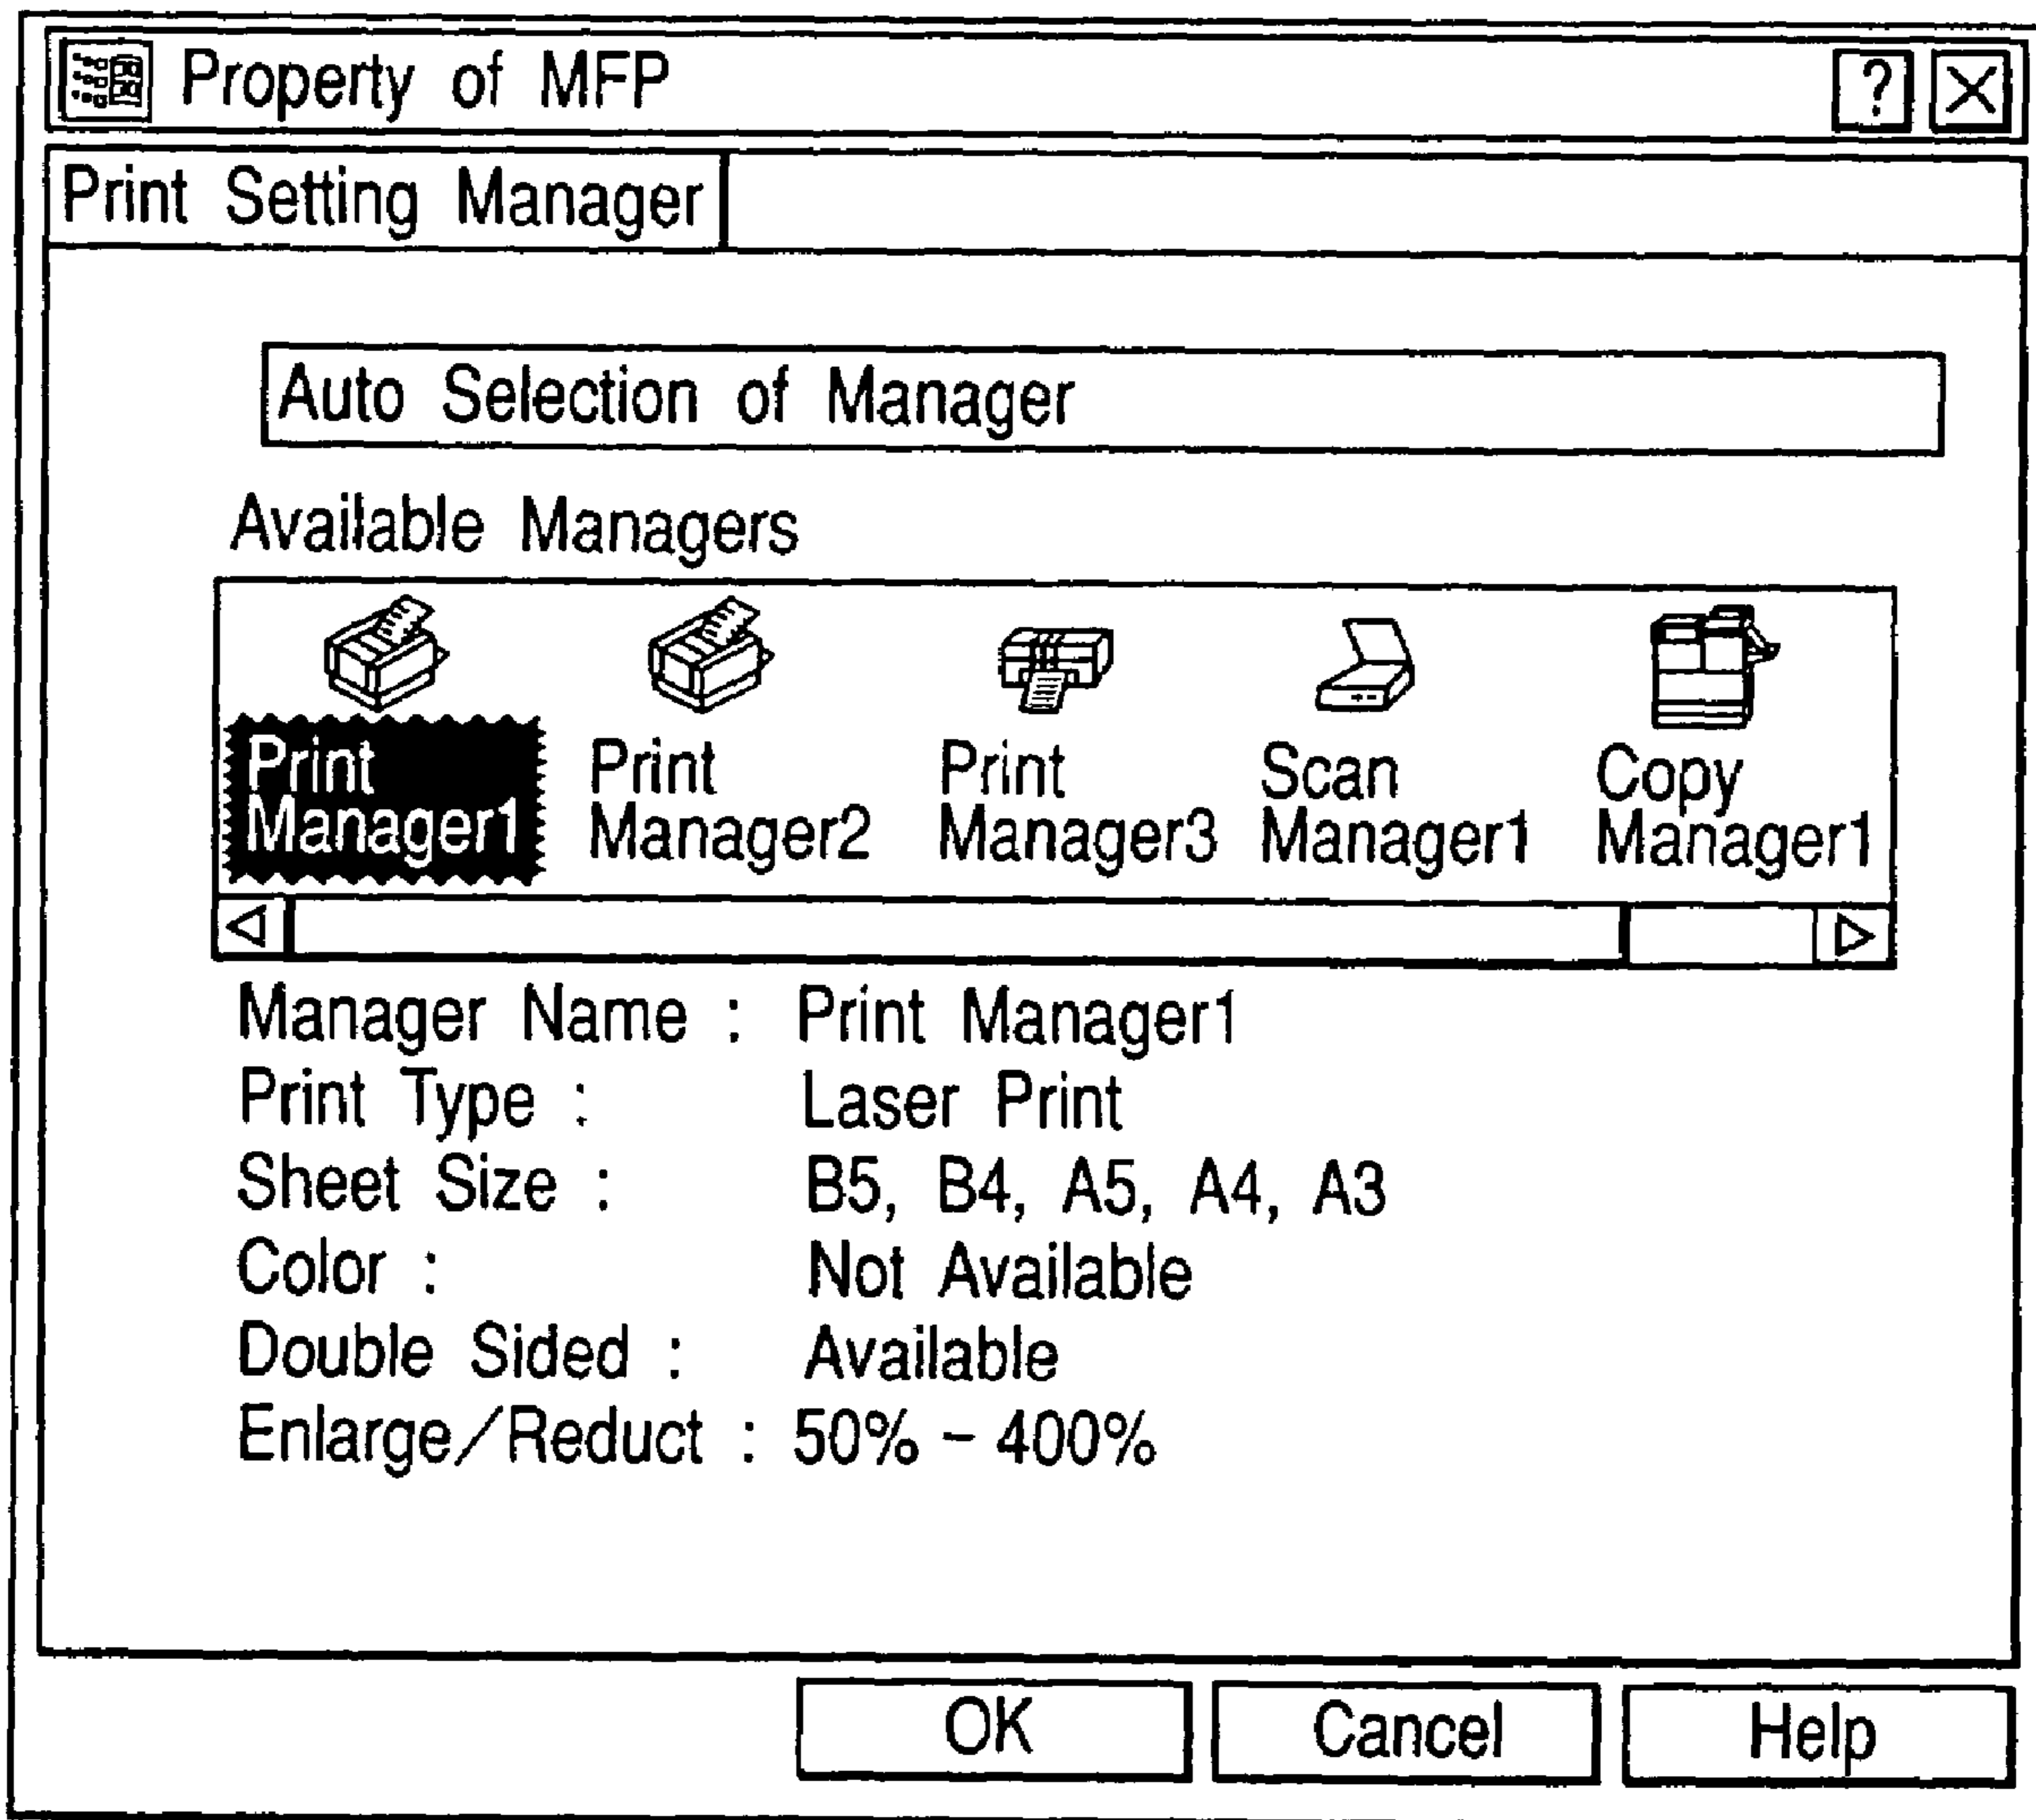 Property of MFP ? X
Print Setting Manager
Auto Selection of Manager
Available Managers
Print Manager1
Print Manager2
Print Manager3
Scan Manager1
Copy Manager1
Manager Name : Print Manager1
Print Type : Laser Print
Sheet Size : B5, B4, A5, A4, A3
Color : Not Available
Double Sided : Available
Enlarge/Reduct : 50% – 400%
OK Cancel Help